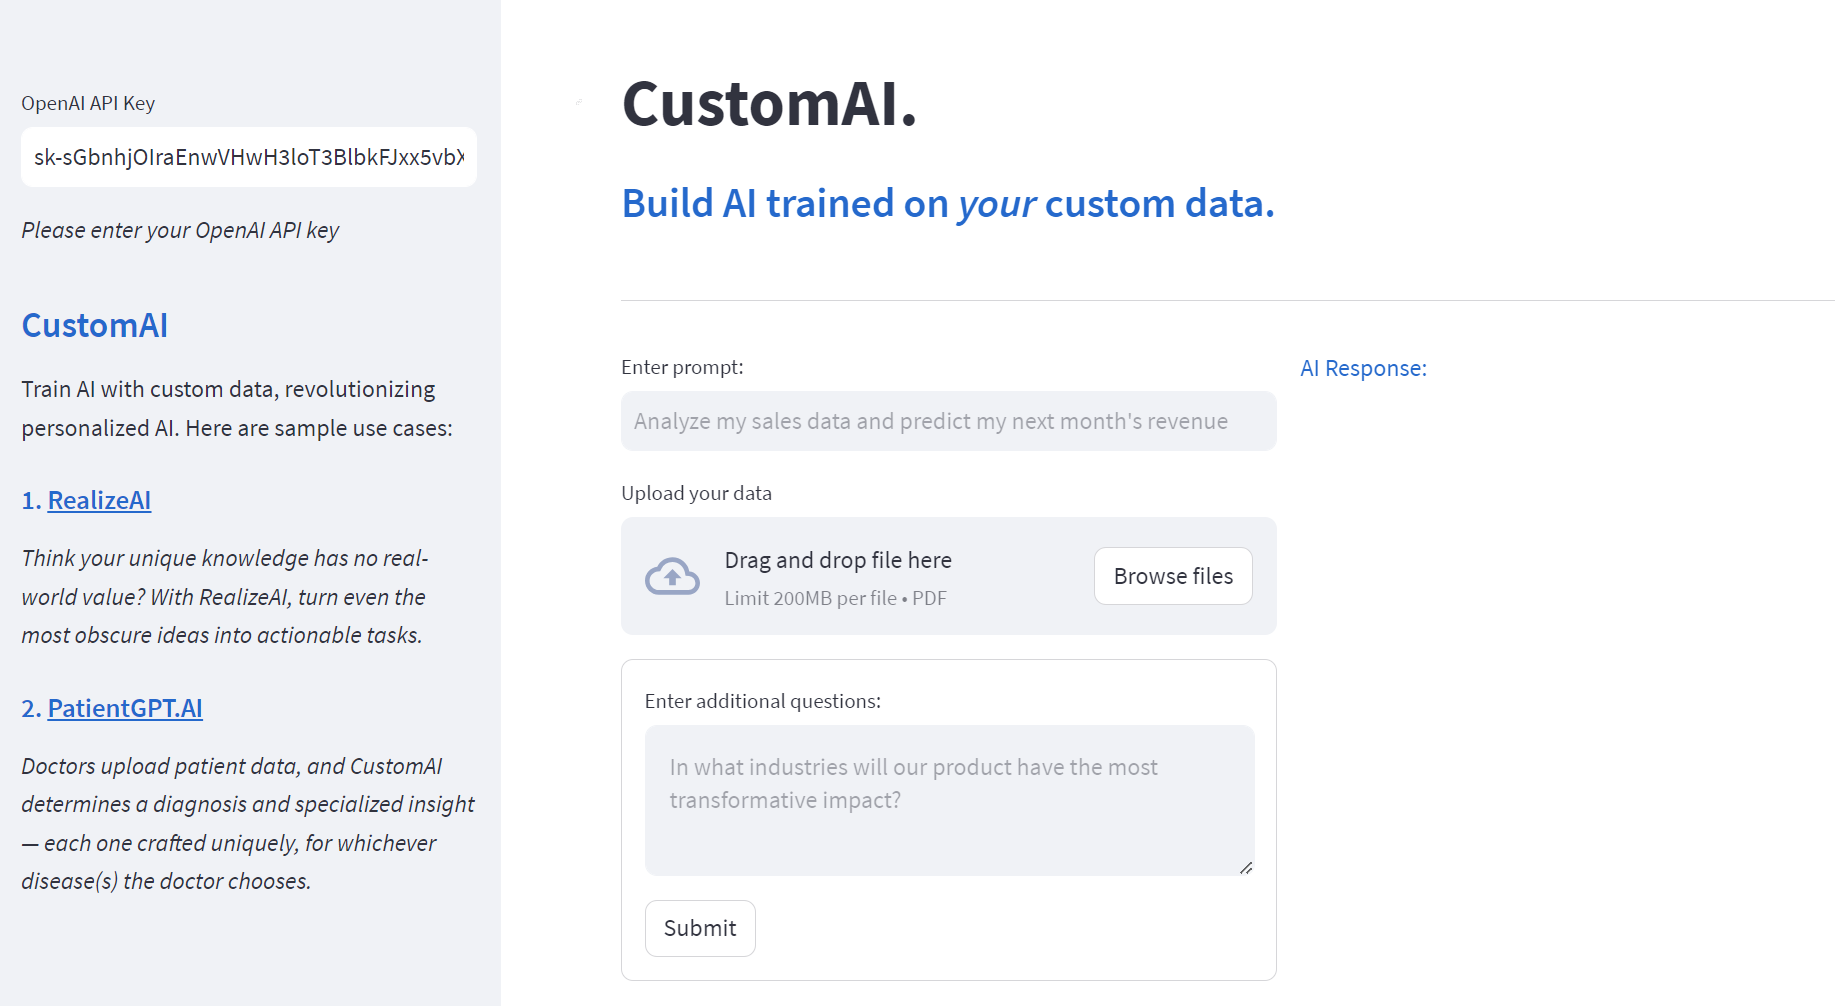 OpenAI API Key
sk-sGbnhjOIraEnwVHwH3loT3BlbkFJxx5vbX
Please enter your OpenAI API key
CustomAI
Train AI with custom data, revolutionizing
personalized AI. Here are sample use cases:
1. RealizeAI
Think your unique knowledge has no real-
world value? With RealizeAI, turn even the
most obscure ideas into actionable tasks.
2. PatientGPT.AI
Doctors upload patient data, and CustomAI
determines a diagnosis and specialized insight
— each one crafted uniquely, for whichever
disease(s) the doctor chooses.
CustomAI.
Build AI trained on your custom data.
Enter prompt:
Analyze my sales data and predict my next month's revenue
Upload your data
Drag and drop file here
Limit 200MB per file • PDF
Browse files
Enter additional questions:
In what industries will our product have the most
transformative impact?
Submit
AI Response: